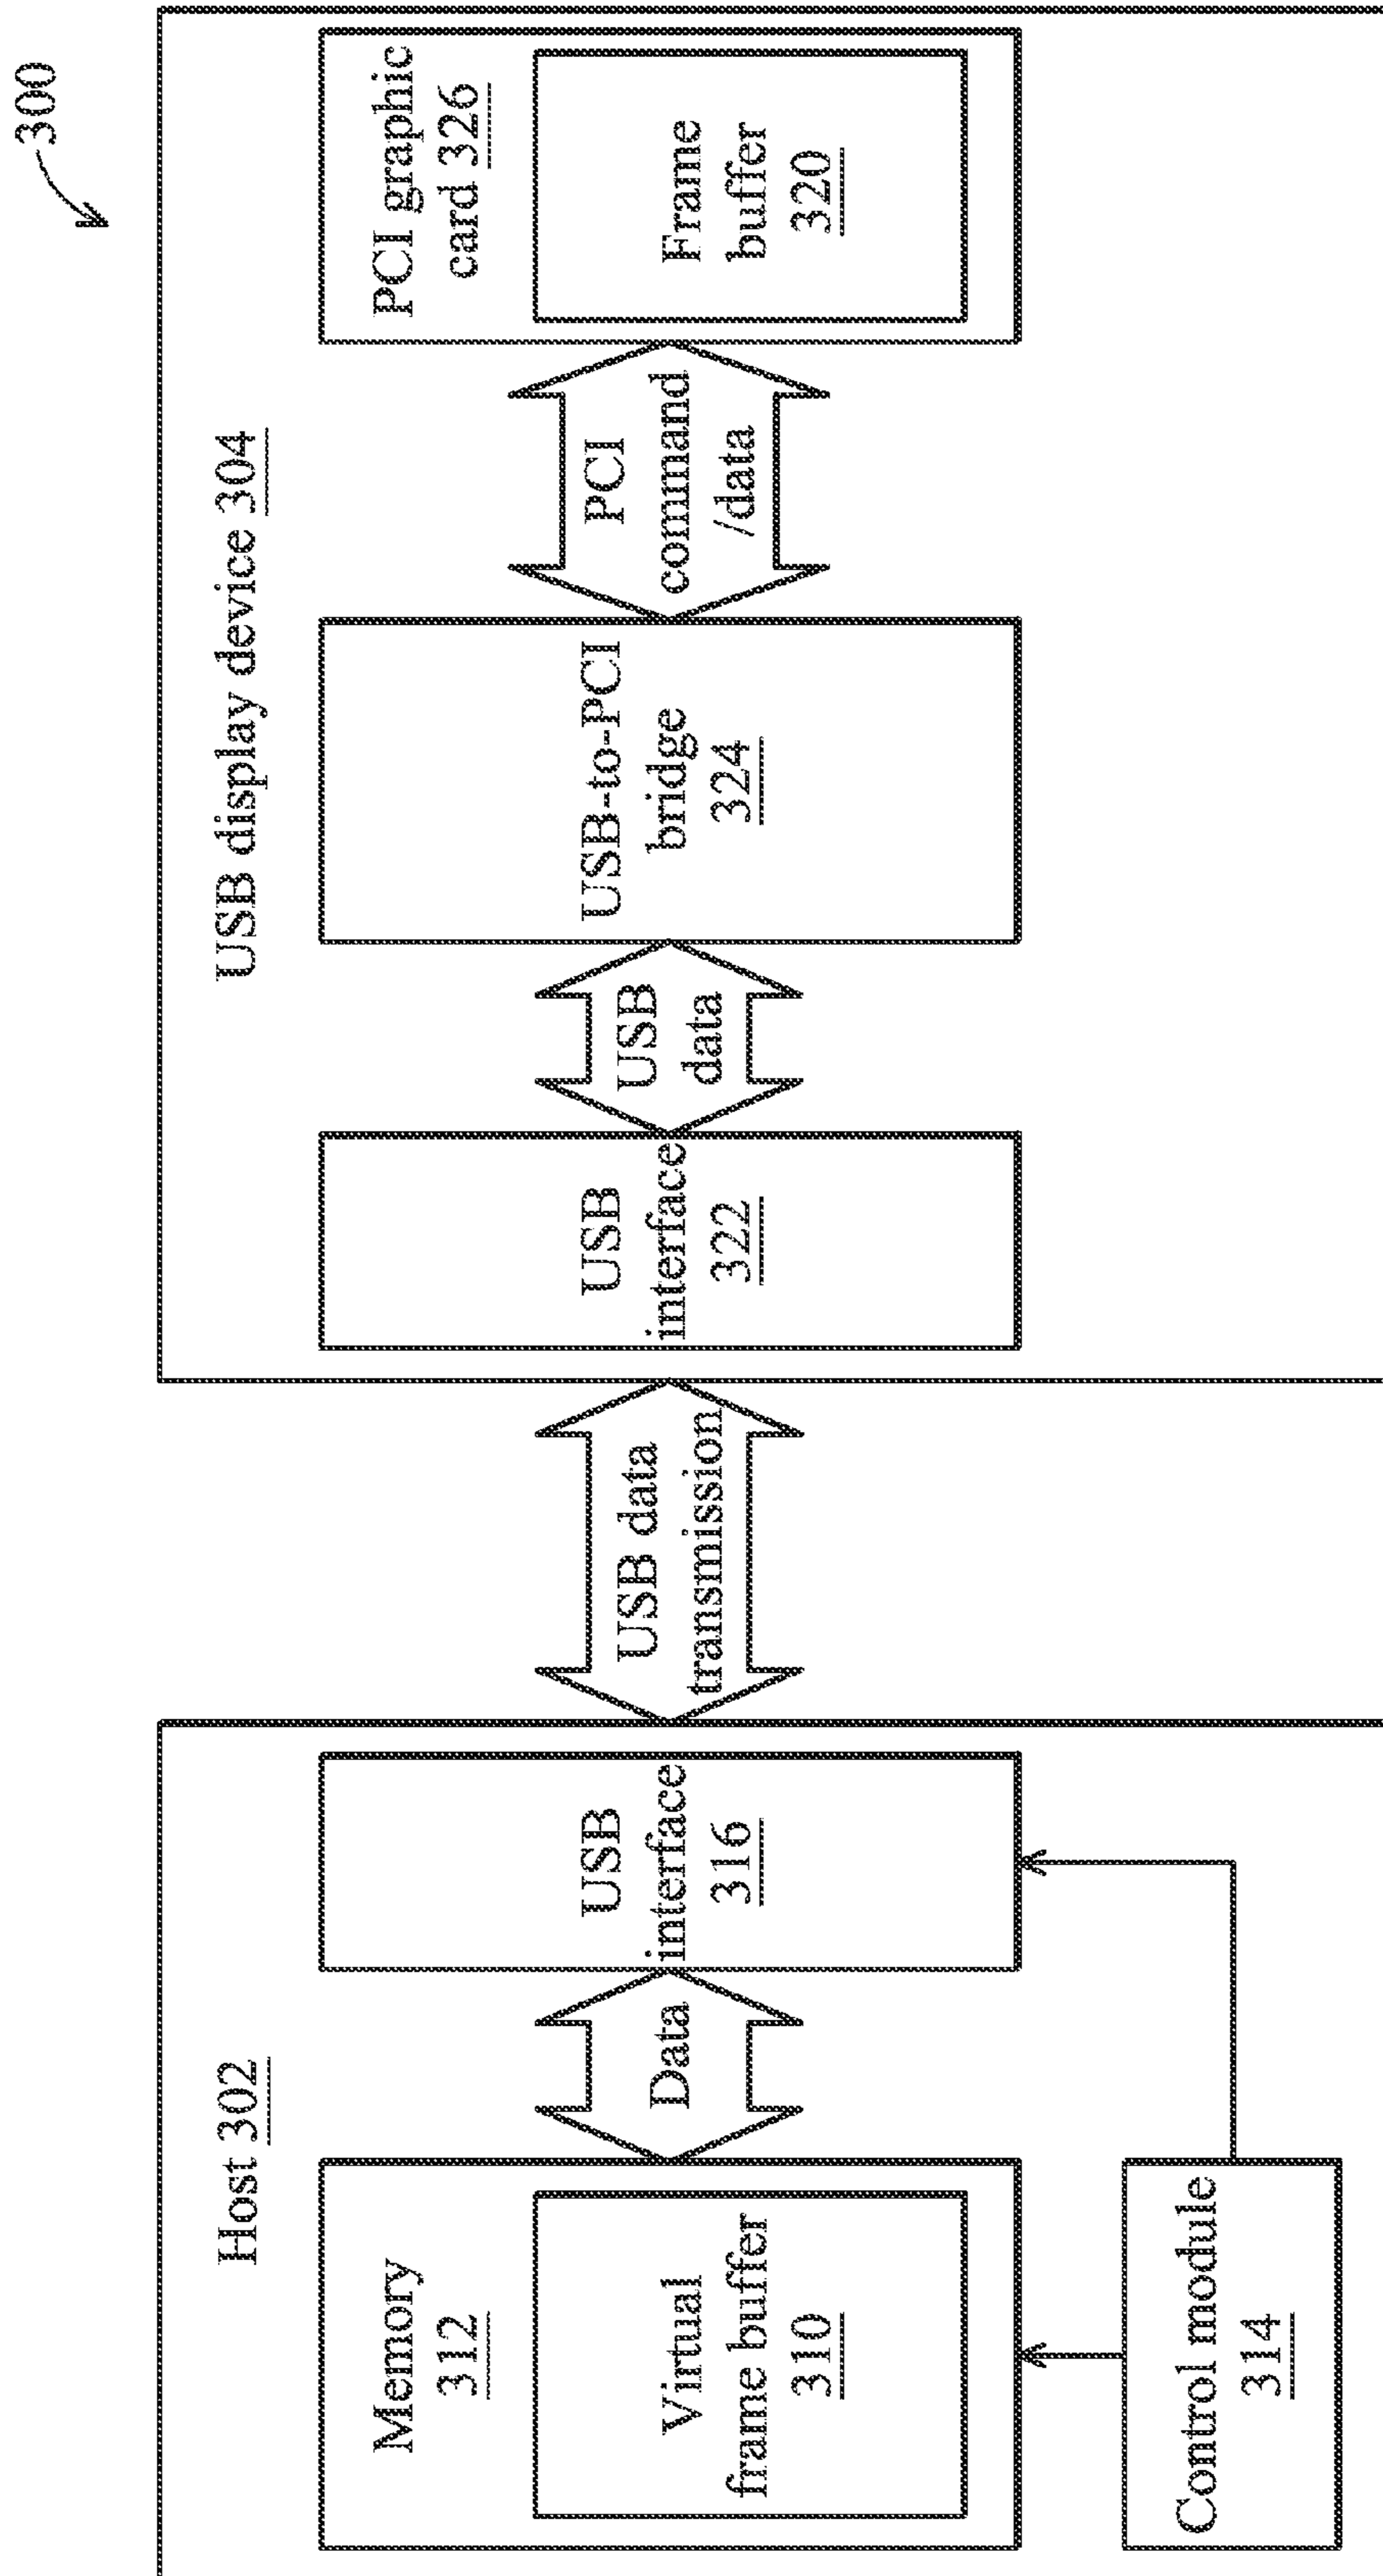 300
Host 302
Memory
312
Virtual
frame buffer
310
Control module
314
Data
USB
interface
316
USB data
transmission
USB display device 304
USB
interface
322
USB
data
USB-to-PCI
bridge
324
PCI
command
/data
PCI graphic
card 326
Frame
buffer
320